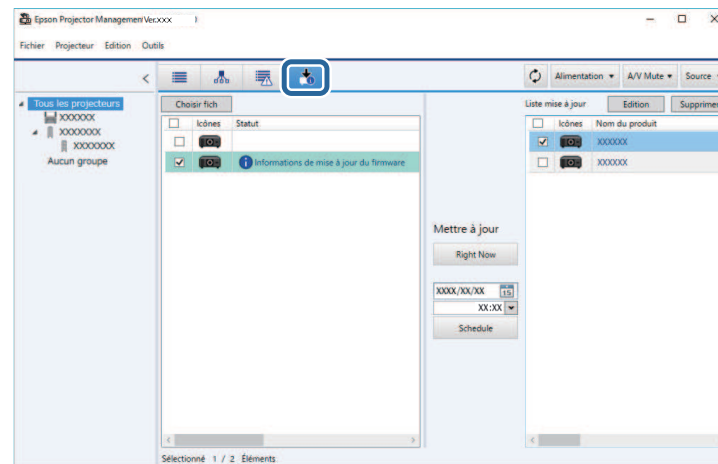 Epson Projector Management Ver.xxx )
Fichier Projecteur Edition Outils
Alimentation A/V Mute Source
Tous les projecteurs
XXXXXX
XXXXXXX
XXXXXXX
Aucun groupe
Choisir fich
Icônes Statut
Informations de mise à jour du firmware
Mettre à jour
Right Now
XXXX/XX/XX 15
XX:XX
Schedule
Liste mise à jour Edition Supprimer
Icônes Nom du produit
XXXXXX
XXXXXX
Sélectionné 1 / 2 Éléments